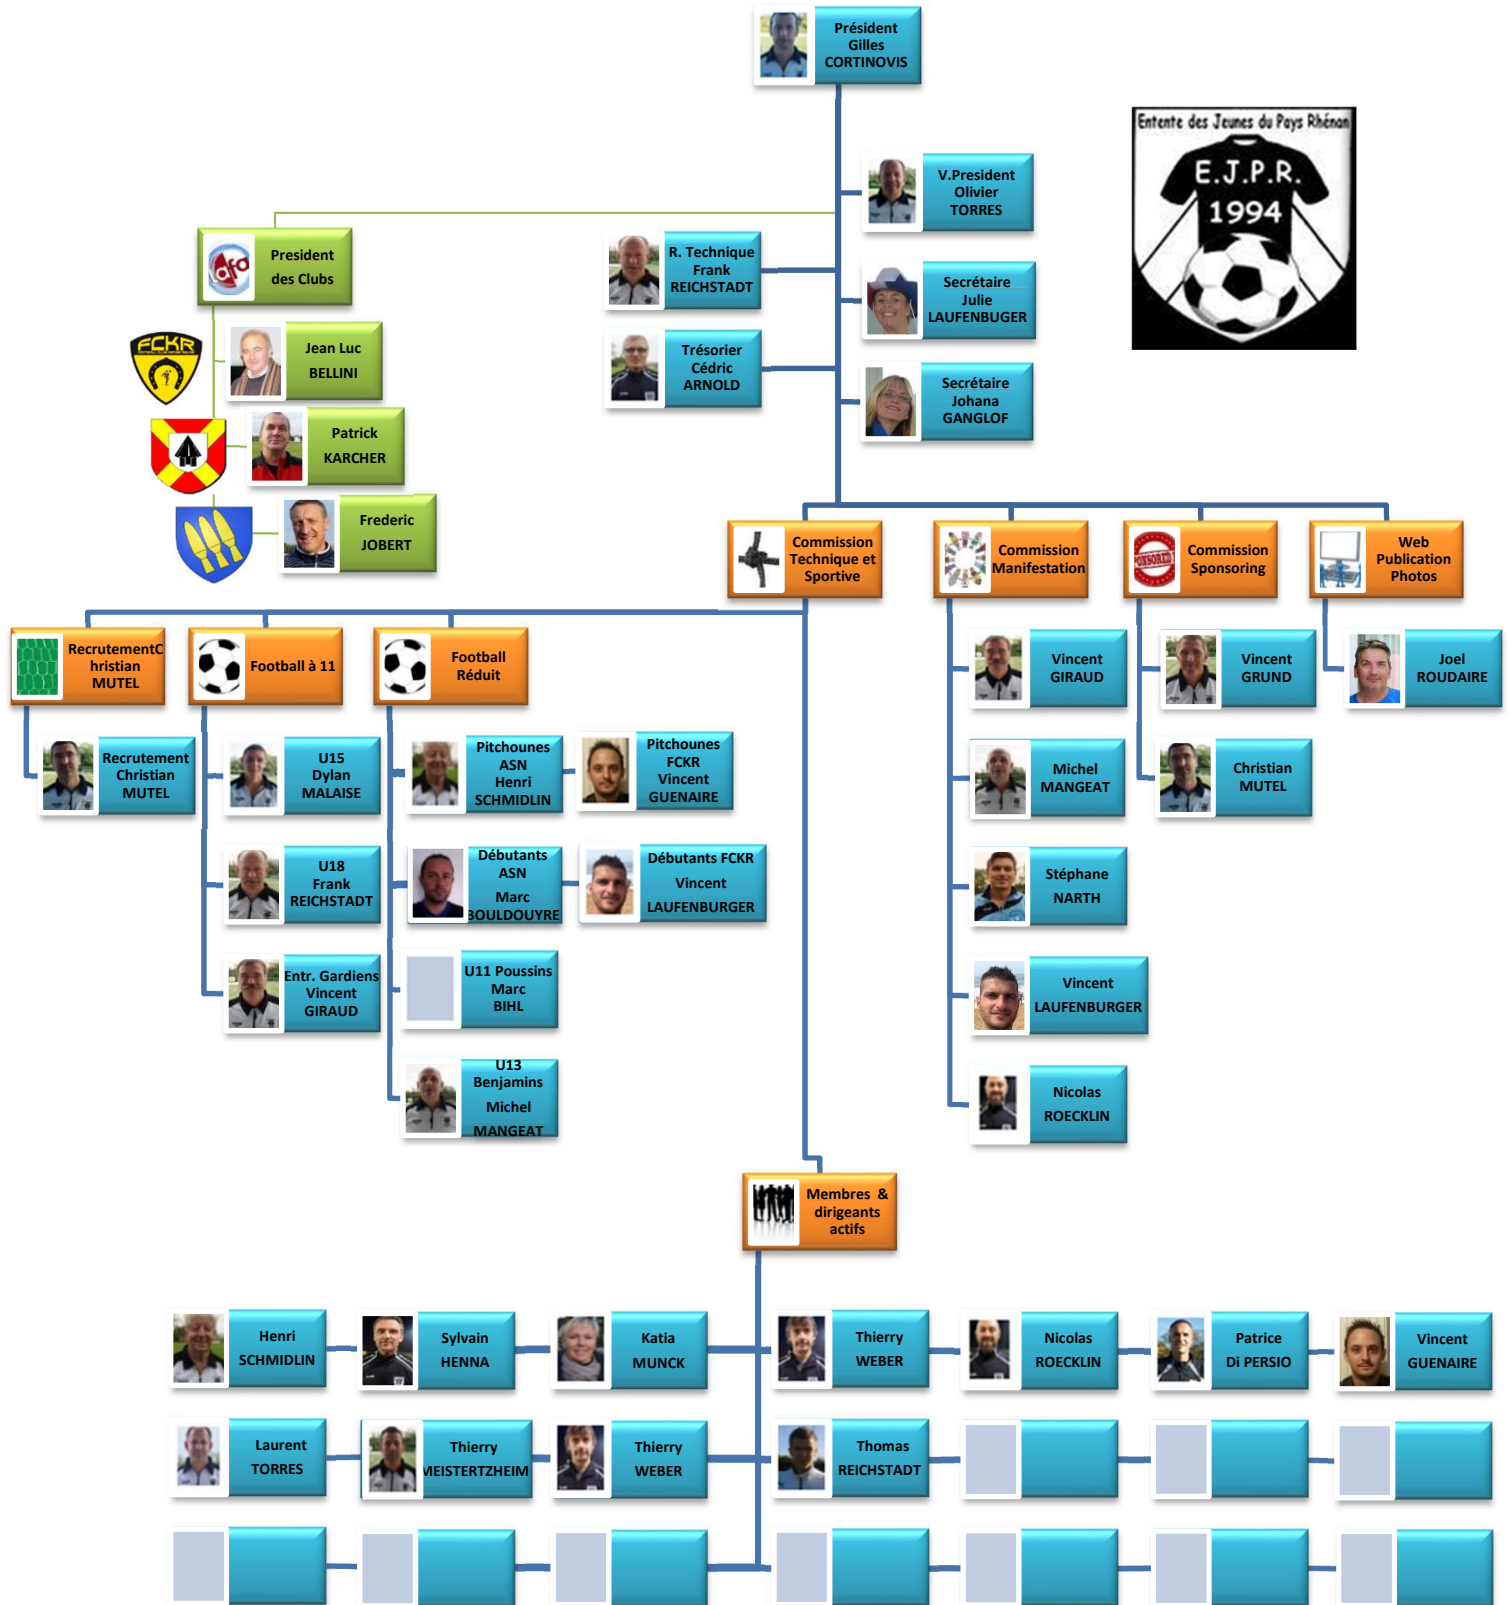 Président
Gilles
CORTINOVIS
Entente des Jeunes du Pays Rhénan
E.J.P.R.
1994
V.President
Olivier
TORRES
R. Technique
Frank
REICHSTADT
Secrétaire
Julie
LAUFENBUGER
Trésorier
Cédric
ARNOLD
Secrétaire
Johana
GANGLOF
President
des Clubs
lafa
FCKR
Jean Luc
BELLINI
Patrick
KARCHER
Frederic
JOBERT
Commission
Technique et
Sportive
Commission
Manifestation
SPONSORED
Commission
Sponsoring
Web
Publication
Photos
RecrutementC
hristian
MUTEL
Football à 11
Football
Réduit
Recrutement
Christian
MUTEL
U15
Dylan
MALAISE
U18
Frank
REICHSTADT
Entr. Gardiens
Vincent
GIRAUD
Pitchounes
ASN
Henri
SCHMIDLIN
Pitchounes
FCKR
Vincent
GUENAIRE
Débutants
ASN
Marc
BOULDOUYRE
Débutants FCKR
Vincent
LAUFENBURGER
U11 Poussins
Marc
BIHL
U13
Benjamins
Michel
MANGEAT
Vincent
GIRAUD
Michel
MANGEAT
Stéphane
NARTH
Vincent
LAUFENBURGER
Nicolas
ROECKLIN
Vincent
GRUND
Christian
MUTEL
Joel
ROUDAIRE
Membres &
dirigeants
actifs
Henri
SCHMIDLIN
Sylvain
HENNA
Katia
MUNCK
Thierry
WEBER
Nicolas
ROECKLIN
Patrice
Di PERSIO
Vincent
GUENAIRE
Laurent
TORRES
Thierry
MEISTERTZHEIM
Thierry
WEBER
Thomas
REICHSTADT